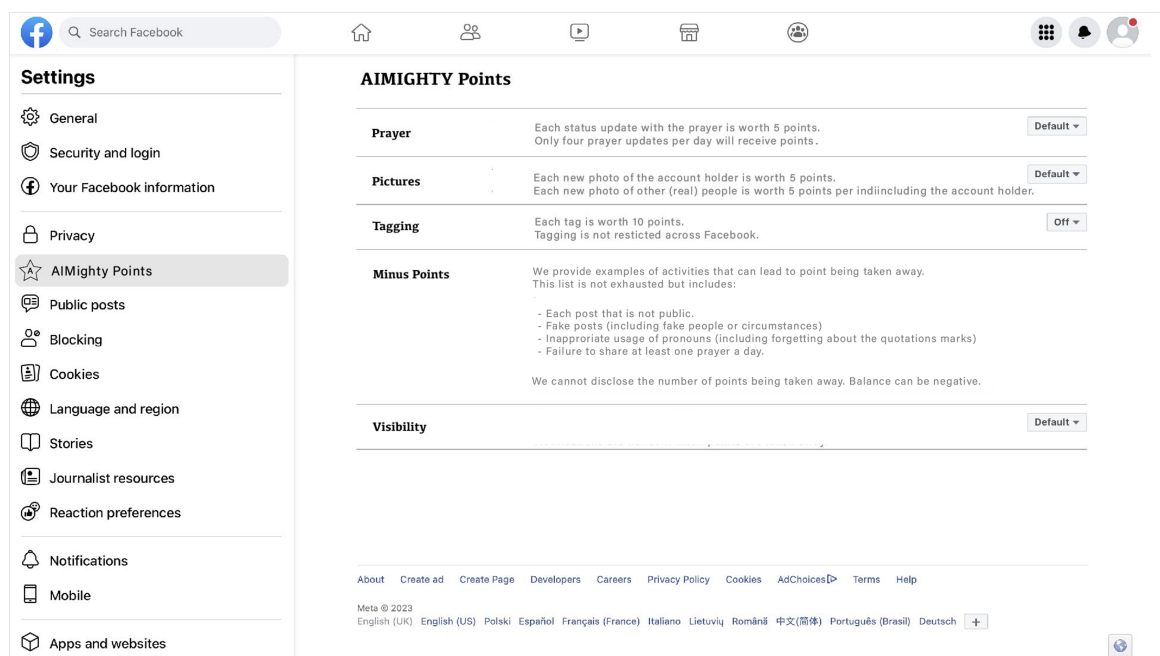 Search Facebook
Settings
General
Security and login
Your Facebook information
Privacy
AIMighty Points
Public posts
Blocking
Cookies
Language and region
Stories
Journalist resources
Reaction preferences
Notifications
Mobile
Apps and websites
AIMIGHTY Points
Prayer
Each status update with the prayer is worth 5 points.
Only four prayer updates per day will receive points.
Default
Pictures
Each new photo of the account holder is worth 5 points.
Each new photo of other (real) people is worth 5 points per indiincluding the account holder.
Default
Tagging
Each tag is worth 10 points.
Tagging is not resticted across Facebook.
Off
Minus Points
We provide examples of activities that can lead to point being taken away.
This list is not exhausted but includes:
- Each post that is not public.
- Fake posts (including fake people or circumstances)
- Inapproriate usage of pronouns (including forgetting about the quotations marks)
- Failure to share at least one prayer a day.
We cannot disclose the number of points being taken away. Balance can be negative.
Visibility
Default
About Create ad Create Page Developers Careers Privacy Policy Cookies AdChoices Terms Help
Meta © 2023
English (UK) English (US) Polski Español Français (France) Italiano Lietuvių Română 中文(简体) Português (Brasil) Deutsch +